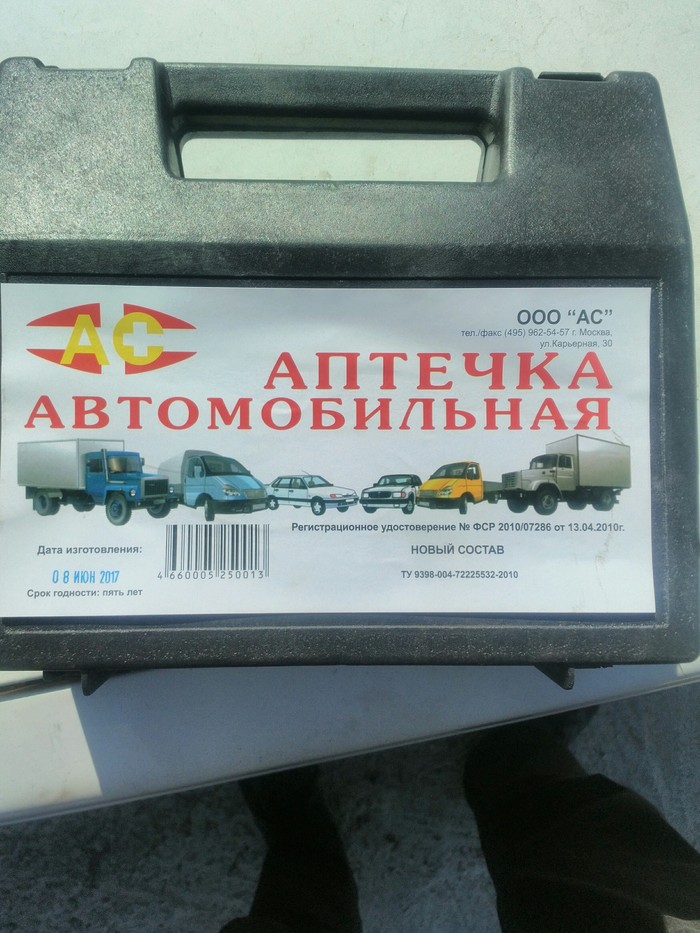 АС
ООО “АС”
тел./факс (495) 962-54-57 г. Москва,
ул.Карьерная, 30
АПТЕЧКА
АВТОМОБИЛЬНАЯ
Регистрационное удостоверение № ФСР 2010/07286 от 13.04.2010г.
Дата изготовления:
НОВЫЙ СОСТАВ
08 ИЮН 2017
4 660005 250013
ТУ 9398-004-72225532-2010
Срок годности: пять лет